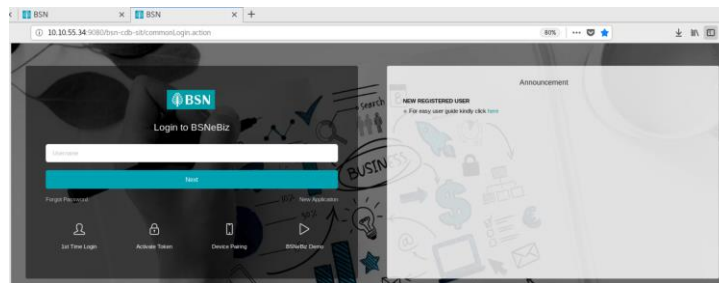 BSN
BSN
10.10.55.34:9080/bsn-cdb-sit/commonLogin.action
80%
BSN
Login to BSNeBiz
Username
Next
Forgot Password
New Application
1st Time Login
Activate Token
Device Pairing
BSNeBiz Demo
Announcement
NEW REGISTERED USER
For easy user guide kindly click here
Search
BUSINESS